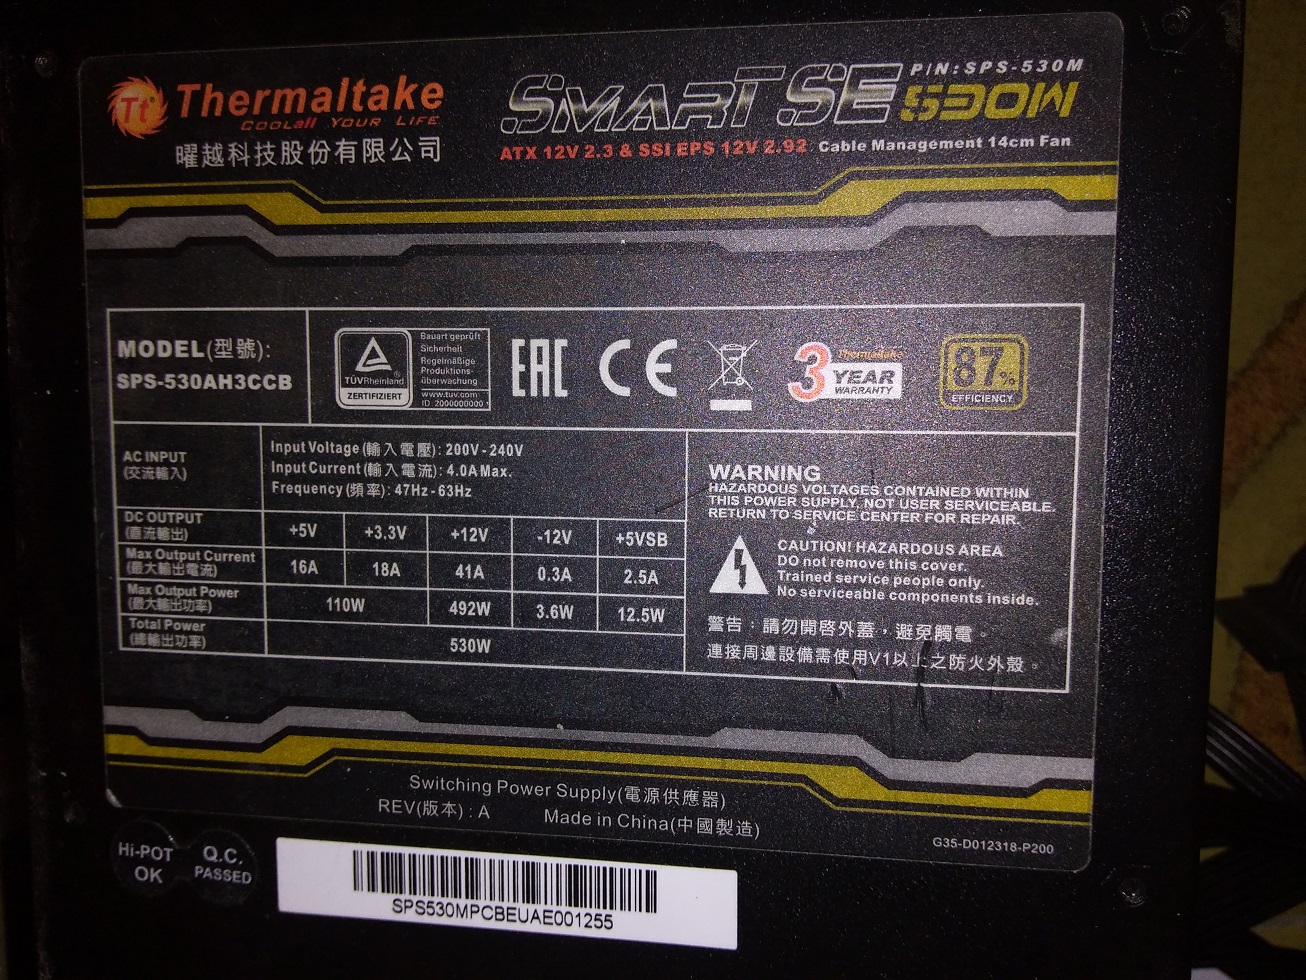 Tt Thermaltake
COOLall YOUR LIFE
曜越科技股份有限公司
P/N:SPS-530M
SMART SE 530W
ATX 12V 2.3 & SSI EPS 12V 2.92 Cable Management 14cm Fan
MODEL(型號):
SPS-530AH3CCB
TÜVRheinland
ZERTIFIZIERT
Bauart geprüft
Sicherheit
Regelmäßige
Produktions-
überwachung
www.tuv.com
ID 2000000000
EAC CE
Thermaltake
3 YEAR
WARRANTY
87%
EFFICIENCY
AC INPUT
(交流輸入)
Input Voltage (輸入電壓): 200V - 240V
Input Current (輸入電流): 4.0A Max.
Frequency (頻率): 47Hz - 63Hz
DC OUTPUT
(直流輸出)
+5V +3.3V +12V -12V +5VSB
Max Output Current
(最大輸出電流)
16A 18A 41A 0.3A 2.5A
Max Output Power
(最大輸出功率)
110W 492W 3.6W 12.5W
Total Power
(總輸出功率)
530W
WARNING
HAZARDOUS VOLTAGES CONTAINED WITHIN
THIS POWER SUPPLY, NOT USER SERVICEABLE.
RETURN TO SERVICE CENTER FOR REPAIR.
CAUTION! HAZARDOUS AREA
DO not remove this cover.
Trained service people only.
No serviceable components inside.
警告：請勿開啓外蓋，避免觸電。
連接周邊設備需使用V1以上之防火外殼。
Switching Power Supply(電源供應器)
REV(版本) : A Made in China(中國製造)
G35-D012318-P200
Hi-POT
OK
Q.C.
PASSED
SPS530MPCBEUAE001255